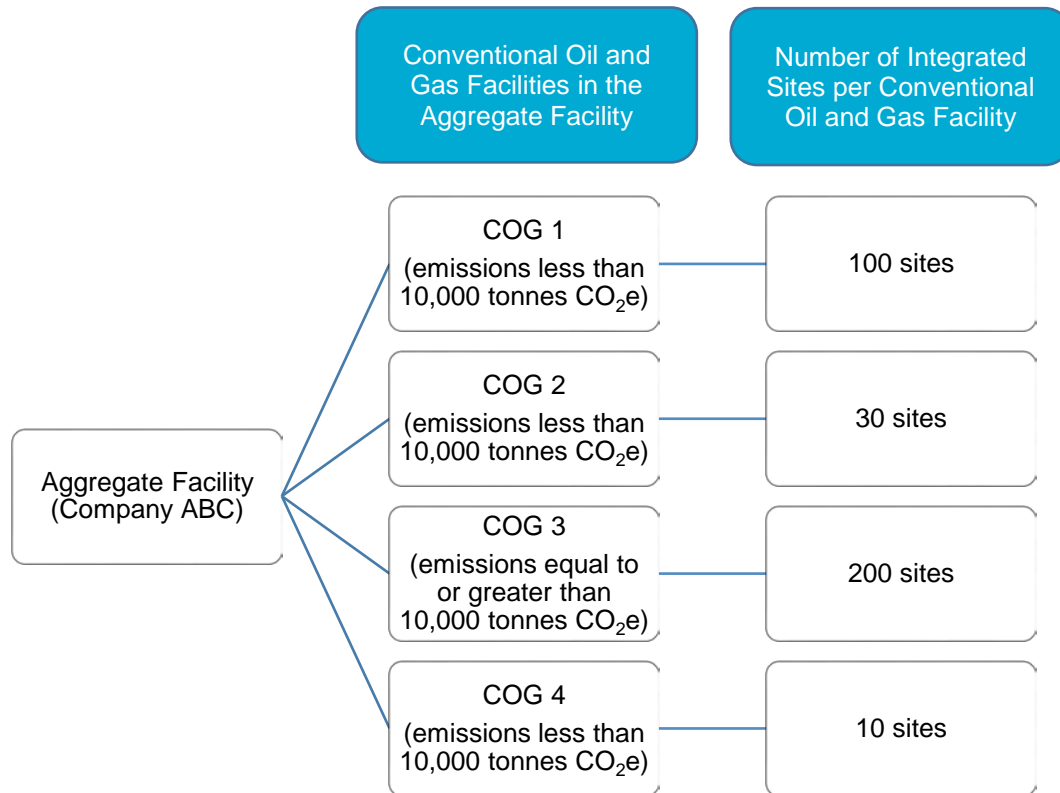 Conventional Oil and
Gas Facilities in the
Aggregate Facility
Number of Integrated
Sites per Conventional
Oil and Gas Facility
COG 1
(emissions less than
10,000 tonnes CO₂e)
100 sites
COG 2
(emissions less than
10,000 tonnes CO₂e)
30 sites
Aggregate Facility
(Company ABC)
COG 3
(emissions equal to
or greater than
10,000 tonnes CO₂e)
200 sites
COG 4
(emissions less than
10,000 tonnes CO₂e)
10 sites